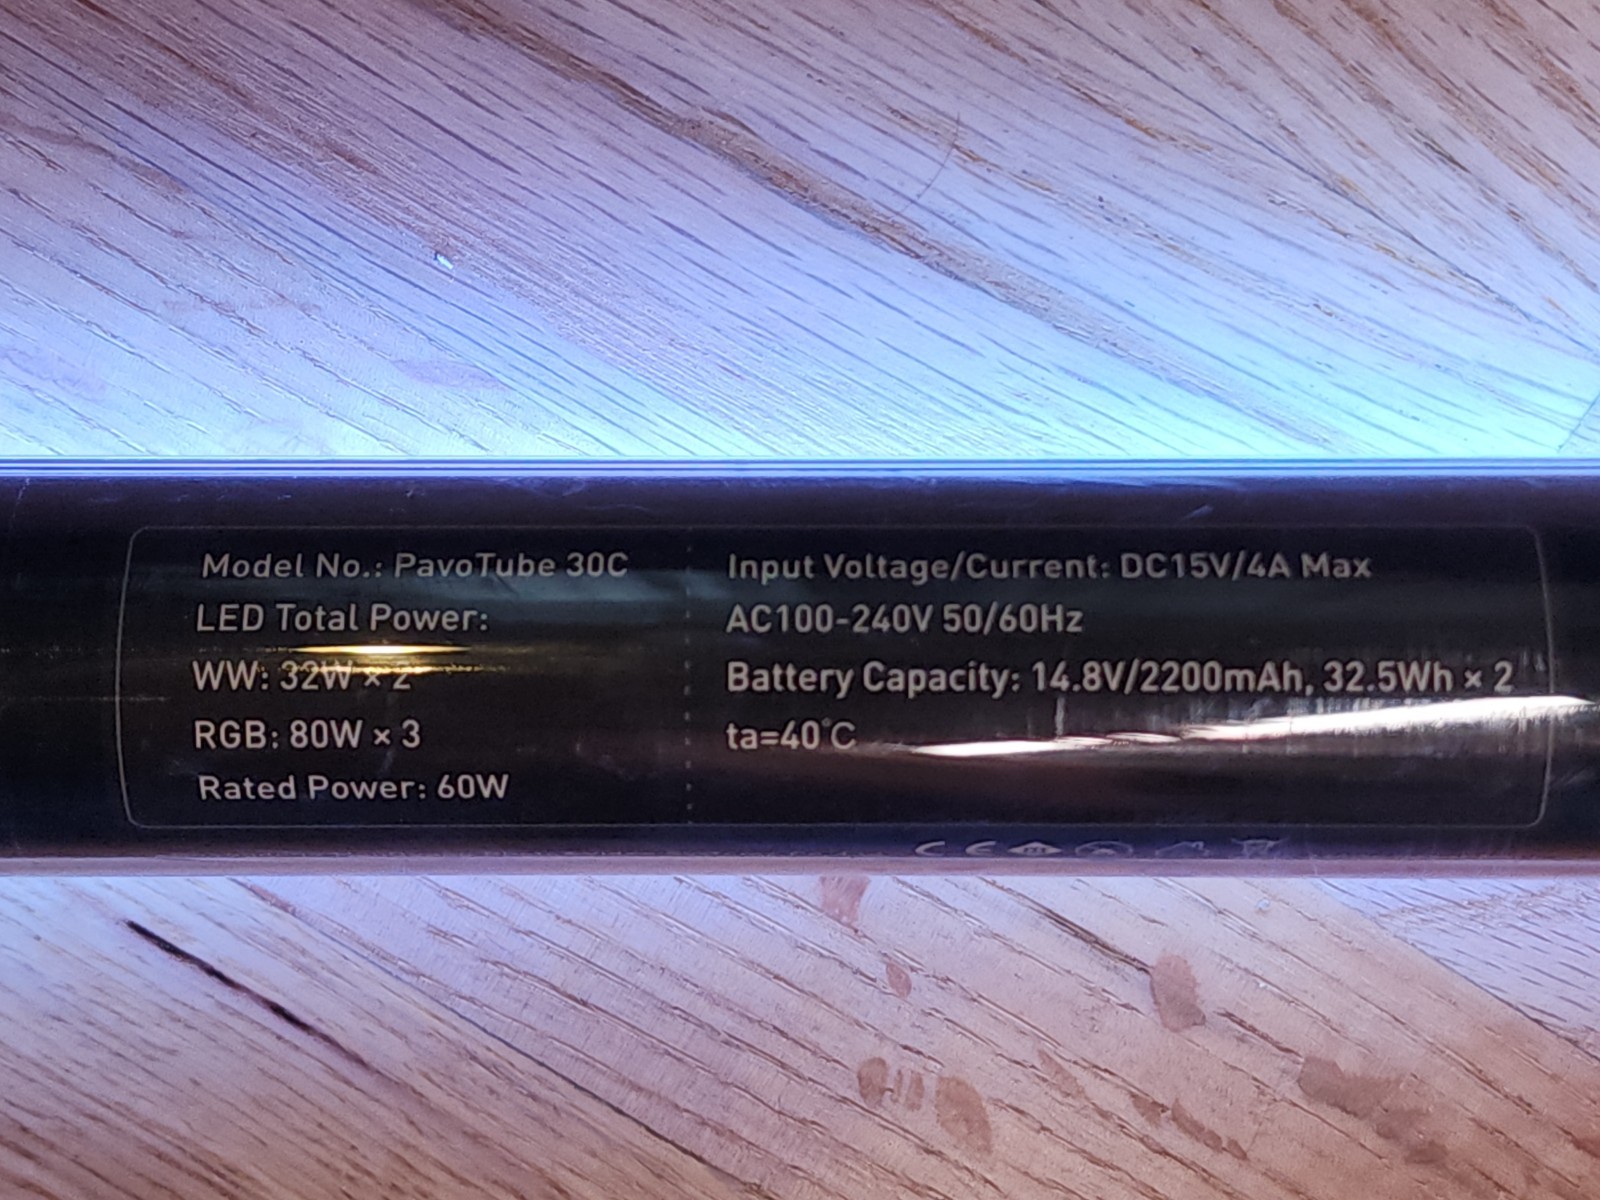 Model No.: PavoTube 30C
LED Total Power:
WW: 32W × 2
RGB: 80W × 3
Rated Power: 60W
Input Voltage/Current: DC15V/4A Max
AC100-240V 50/60Hz
Battery Capacity: 14.8V/2200mAh, 32.5Wh × 2
ta=40°C
CE